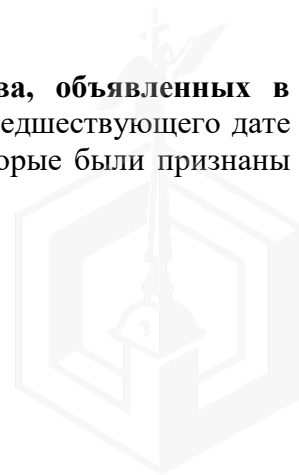 ва, объявленных в
едшествующего дате
орые были признаны